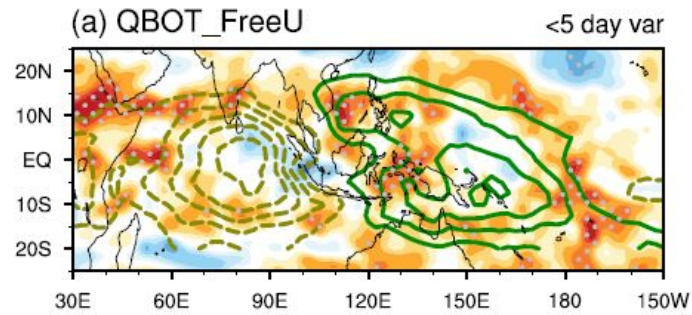 (a) QBOT_FreeU <5 day var
20N
10N
EQ
10S
20S
30E 60E 90E 120E 150E 180 150W